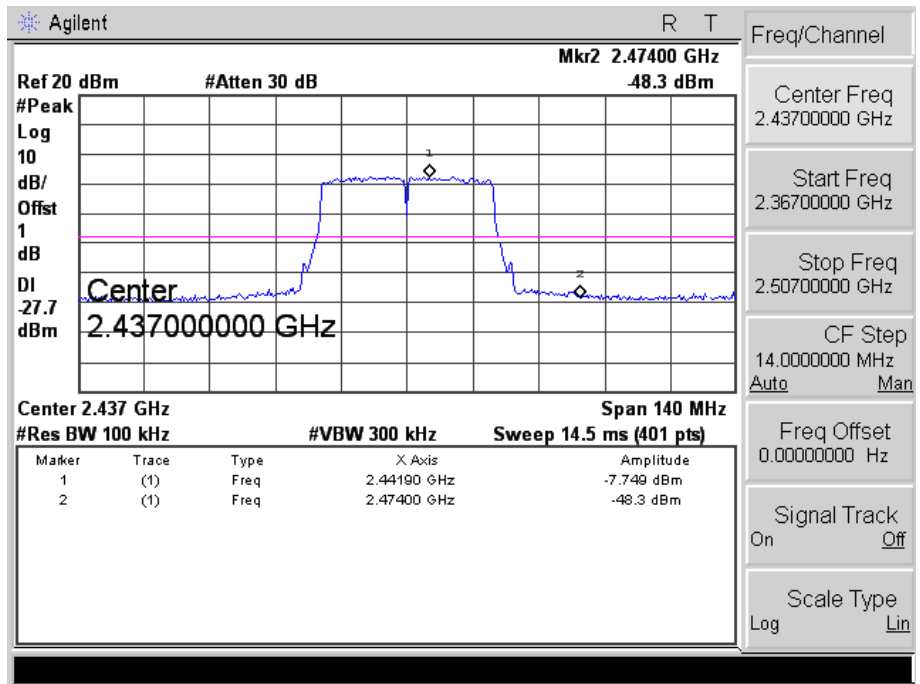 Agilent R T
Mkr2 2.47400 GHz
Ref 20 dBm #Atten 30 dB -48.3 dBm
#Peak
Log
10
dB/
Offst
1
dB
DI
-27.7
dBm
1
2
Center
2.437000000 GHz
Center 2.437 GHz Span 140 MHz
#Res BW 100 kHz #VBW 300 kHz Sweep 14.5 ms (401 pts)
Marker Trace Type X Axis Amplitude
1 (1) Freq 2.44190 GHz -7.749 dBm
2 (1) Freq 2.47400 GHz -48.3 dBm
Freq/Channel
Center Freq
2.43700000 GHz
Start Freq
2.36700000 GHz
Stop Freq
2.50700000 GHz
CF Step
14.0000000 MHz
Auto Man
Freq Offset
0.00000000 Hz
Signal Track
On Off
Scale Type
Log Lin